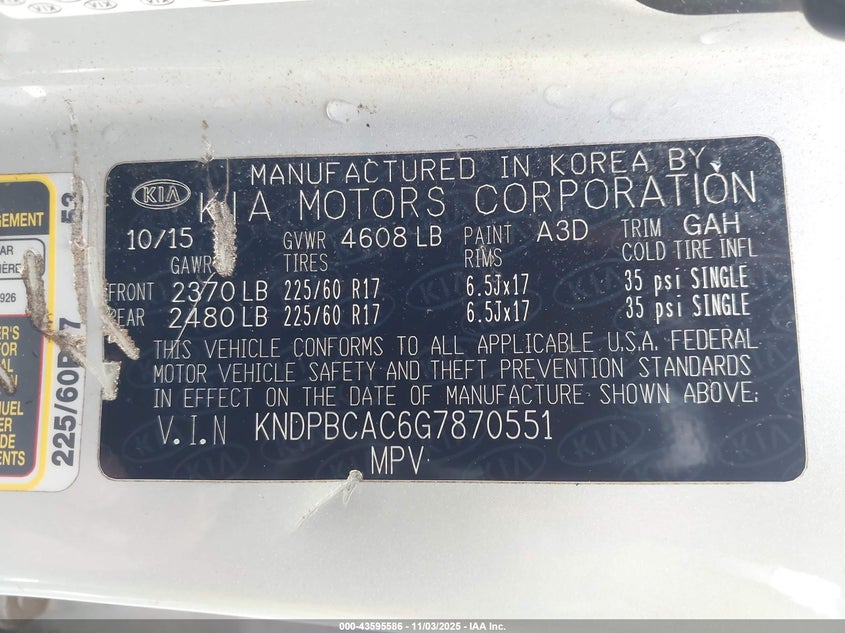 MANUFACTURED IN KOREA BY
KIA
KIA MOTORS CORPORATION
10/15 GVWR 4608 LB PAINT A3D TRIM GAH
GAWR TIRES RIMS COLD TIRE INFL
FRONT 2370 LB 225/60 R17 6.5Jx17 35 psi SINGLE
REAR 2480 LB 225/60 R17 6.5Jx17 35 psi SINGLE
THIS VEHICLE CONFORMS TO ALL APPLICABLE U.S.A. FEDERAL
MOTOR VEHICLE SAFETY AND THEFT PREVENTION STANDARDS
IN EFFECT ON THE DATE OF MANUFACTURE SHOWN ABOVE.
V.I.N KNDPBCAC6G7870551
MPV
225/60R17 53
000-43595586 - 11/03/2025 - IAA Inc.